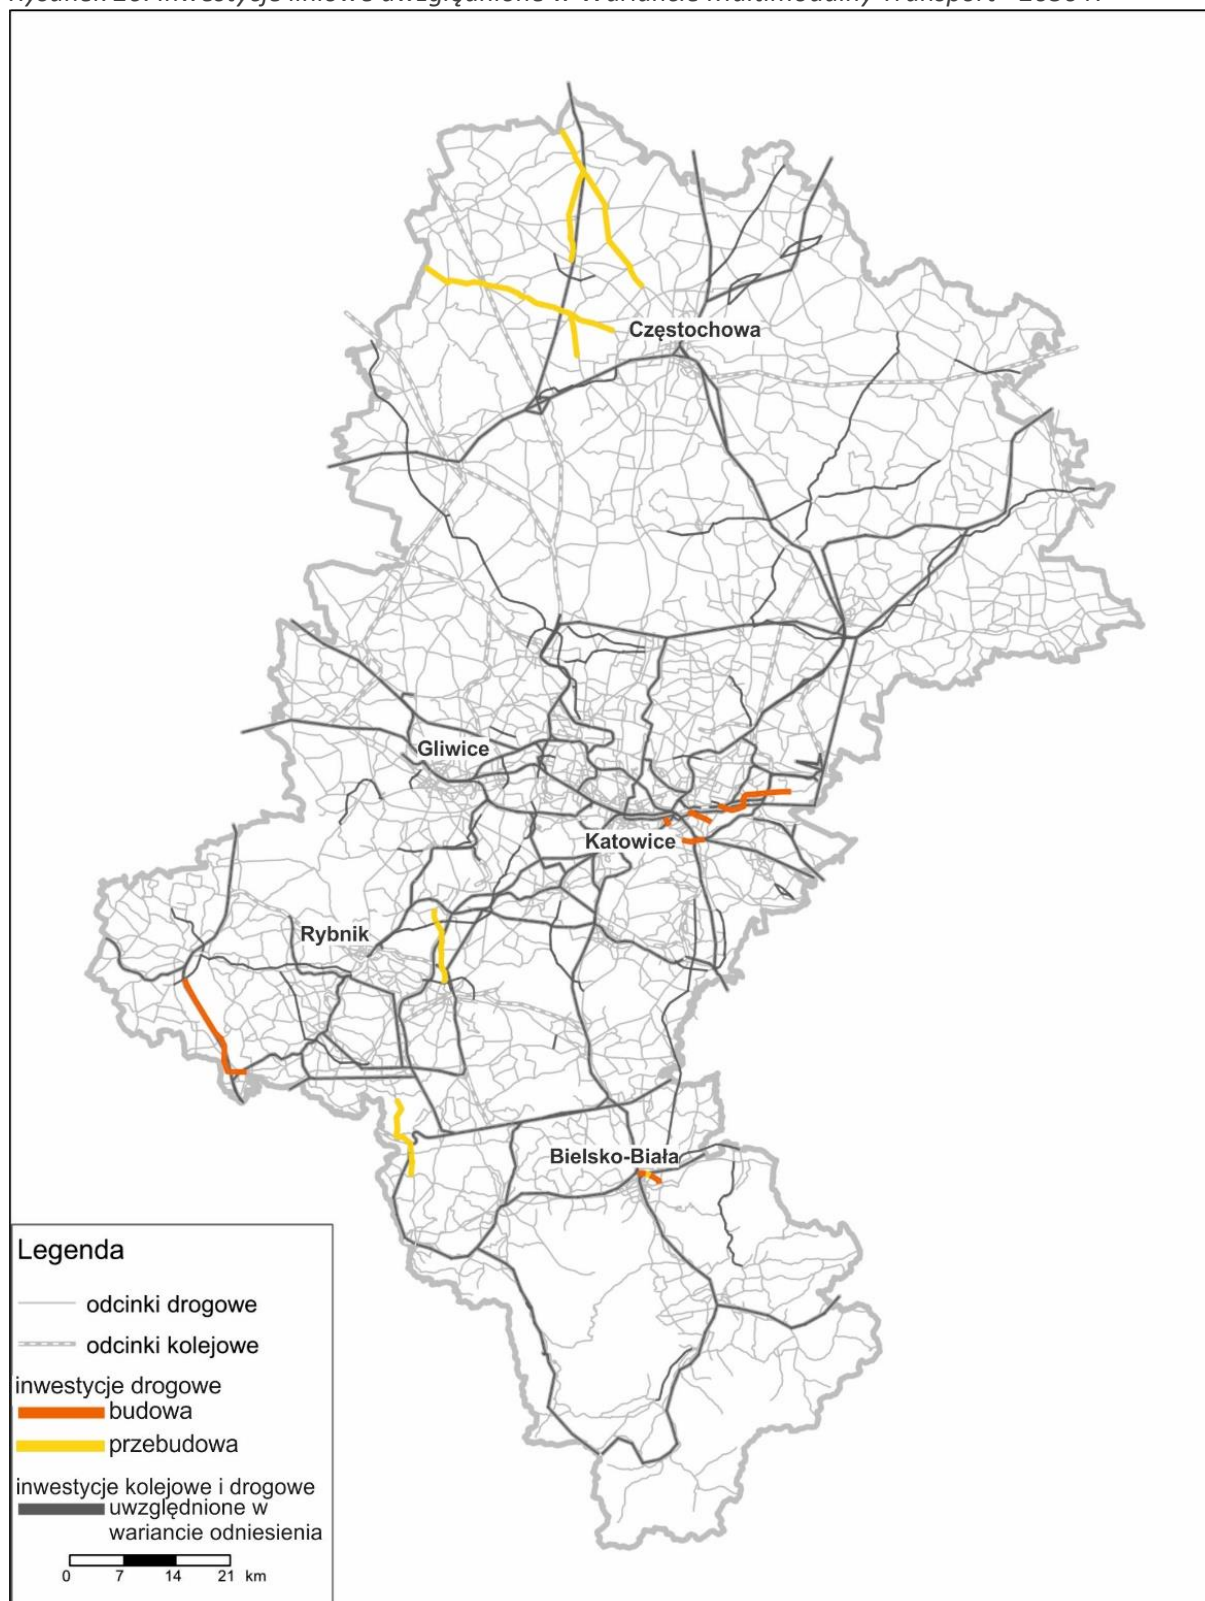 Częstochowa
Gliwice
Katowice
Rybnik
Bielsko-Biała
Legenda
odcinki drogowe
odcinki kolejowe
inwestycje drogowe
budowa
przebudowa
inwestycje kolejowe i drogowe
uwzględnione w
wariancie odniesienia
0 7 14 21 km